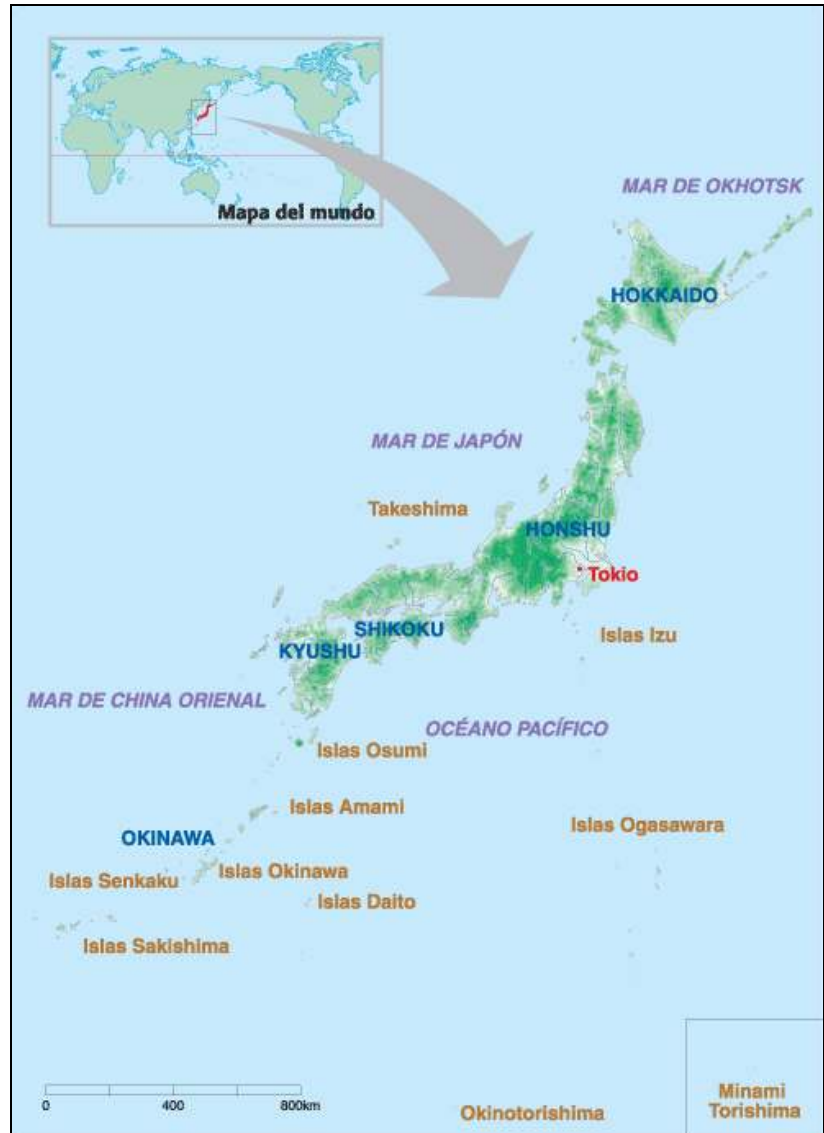 Mapa del mundo
MAR DE OKHOTSK
HOKKAIDO
MAR DE JAPÓN
Takeshima
HONSHU
Tokio
SHIKOKU
Islas Izu
KYUSHU
MAR DE CHINA ORIENAL
OCÉANO PACÍFICO
Islas Osumi
Islas Amami
Islas Ogasawara
OKINAWA
Islas Okinawa
Islas Senkaku
Islas Daito
Islas Sakishima
0 400 800km
Okinotorishima
Minami
Torishima